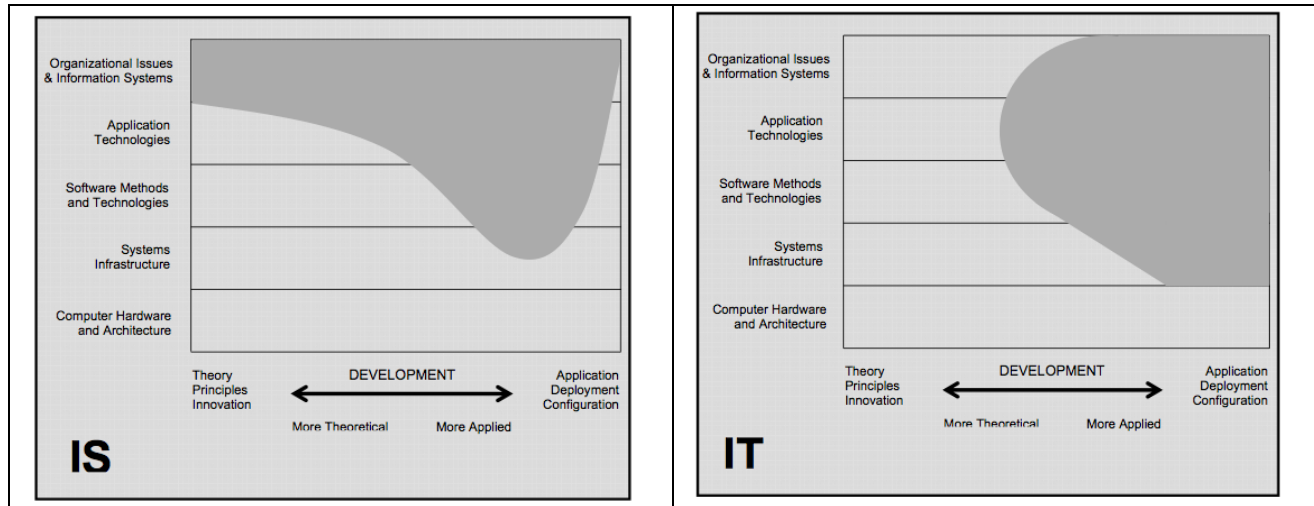 Organizational Issues
& Information Systems
Application
Technologies
Software Methods
and Technologies
Systems
Infrastructure
Computer Hardware
and Architecture
Theory
Principles
Innovation
DEVELOPMENT
More Theoretical
More Applied
Application
Deployment
Configuration
IS
Organizational Issues
& Information Systems
Application
Technologies
Software Methods
and Technologies
Systems
Infrastructure
Computer Hardware
and Architecture
Theory
Principles
Innovation
DEVELOPMENT
More Theoretical
More Applied
Application
Deployment
Configuration
IT